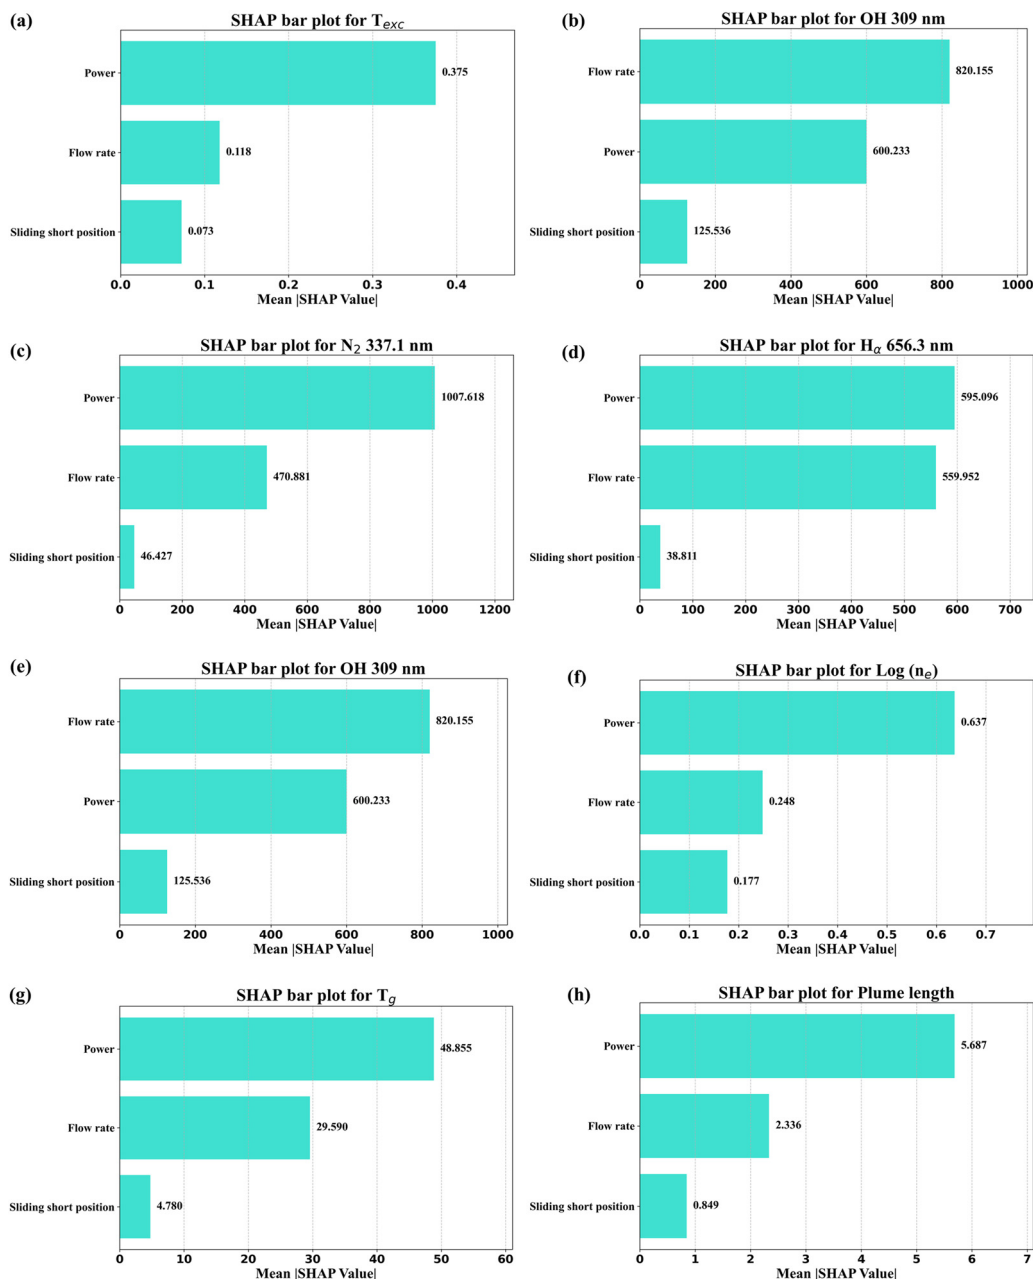 (a)
SHAP bar plot for T_exc
Power
0.375
Flow rate
0.118
Sliding short position
0.073
0.0 0.1 0.2 0.3 0.4
Mean |SHAP Value|
(b)
SHAP bar plot for OH 309 nm
Flow rate
820.155
Power
600.233
Sliding short position
125.536
0 200 400 600 800 1000
Mean |SHAP Value|
(c)
SHAP bar plot for N₂ 337.1 nm
Power
1007.618
Flow rate
470.881
Sliding short position
46.427
0 200 400 600 800 1000 1200
Mean |SHAP Value|
(d)
SHAP bar plot for H_α 656.3 nm
Power
595.096
Flow rate
559.952
Sliding short position
38.811
0 100 200 300 400 500 600 700
Mean |SHAP Value|
(e)
SHAP bar plot for OH 309 nm
Flow rate
820.155
Power
600.233
Sliding short position
125.536
0 200 400 600 800 1000
Mean |SHAP Value|
(f)
SHAP bar plot for Log (n_e)
Power
0.637
Flow rate
0.248
Sliding short position
0.177
0.0 0.1 0.2 0.3 0.4 0.5 0.6 0.7
Mean |SHAP Value|
(g)
SHAP bar plot for T_g
Power
48.855
Flow rate
29.590
Sliding short position
4.780
0 10 20 30 40 50 60
Mean |SHAP Value|
(h)
SHAP bar plot for Plume length
Power
5.687
Flow rate
2.336
Sliding short position
0.849
0 1 2 3 4 5 6 7
Mean |SHAP Value|